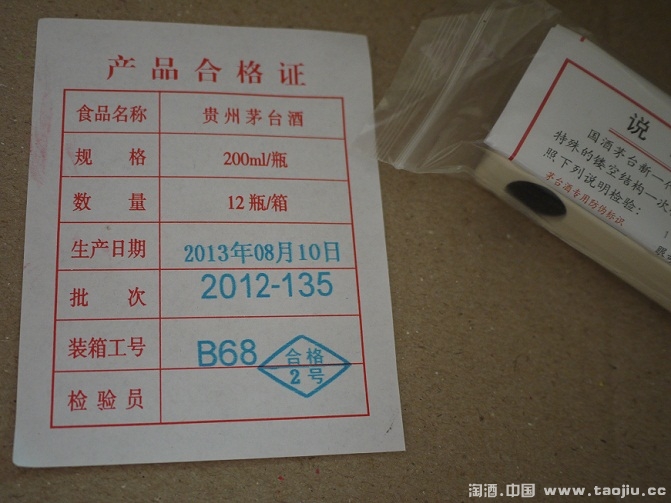 产品合格证
食品名称 贵州茅台酒
规 格 200ml/瓶
数 量 12瓶/箱
生产日期 2013年08月10日
批 次 2012-135
装箱工号 B68
合格
2号
检验员
说
国酒茅台新一
特殊的镂空结构一次
照下列说明检验：
茅台酒专用防伪标识
淘酒.中国 www.taojiu.cc